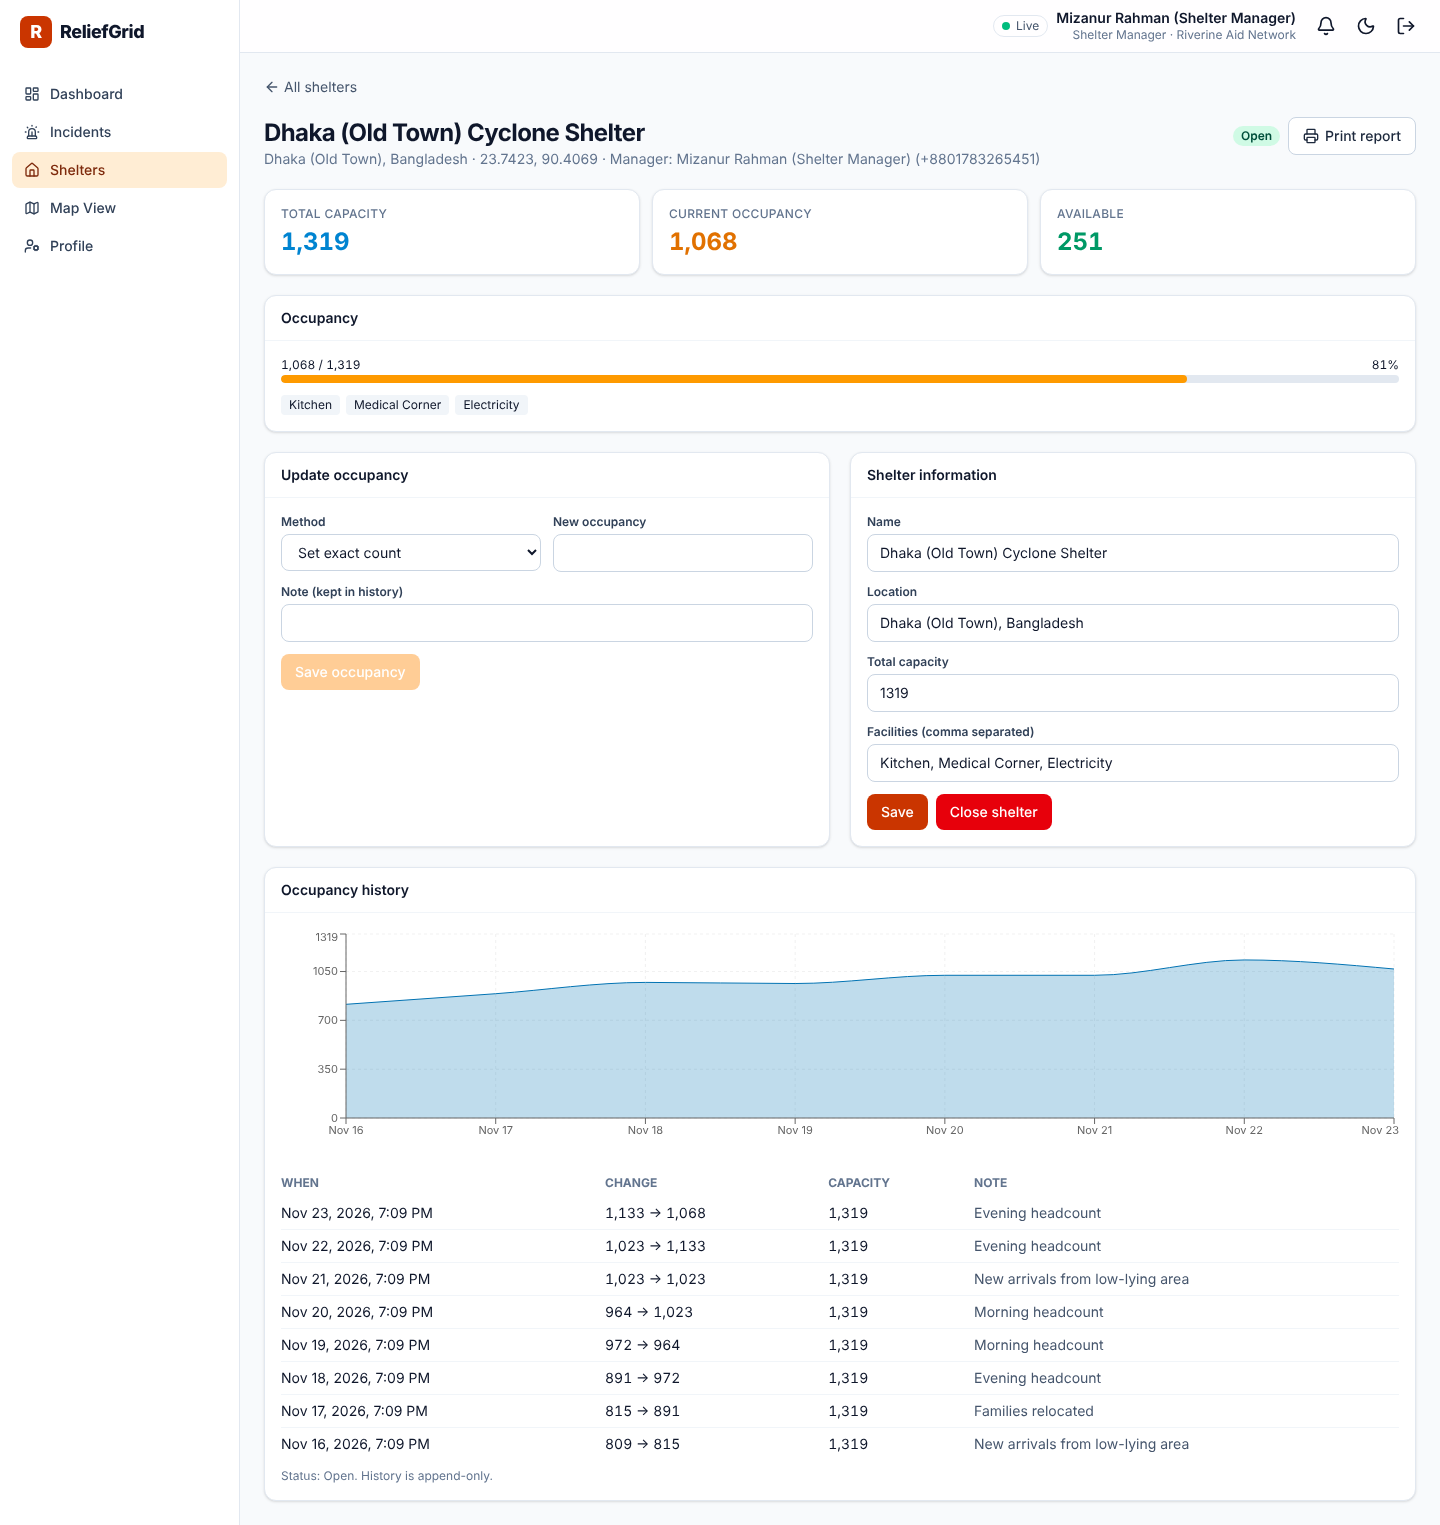 R ReliefGrid
Dashboard
Incidents
Shelters
Map View
Profile
Live
Mizanur Rahman (Shelter Manager)
Shelter Manager · Riverine Aid Network
← All shelters
Dhaka (Old Town) Cyclone Shelter
Dhaka (Old Town), Bangladesh · 23.7423, 90.4069 · Manager: Mizanur Rahman (Shelter Manager) (+8801783265451)
Open
Print report
TOTAL CAPACITY
1,319
CURRENT OCCUPANCY
1,068
AVAILABLE
251
Occupancy
1,068 / 1,319 81%
Kitchen Medical Corner Electricity
Update occupancy
Method New occupancy
Set exact count
Note (kept in history)
Save occupancy
Shelter information
Name
Dhaka (Old Town) Cyclone Shelter
Location
Dhaka (Old Town), Bangladesh
Total capacity
1319
Facilities (comma separated)
Kitchen, Medical Corner, Electricity
Save Close shelter
Occupancy history
1319
1050
700
350
0
Nov 16 Nov 17 Nov 18 Nov 19 Nov 20 Nov 21 Nov 22 Nov 23
WHEN CHANGE CAPACITY NOTE
Nov 23, 2026, 7:09 PM 1,133 → 1,068 1,319 Evening headcount
Nov 22, 2026, 7:09 PM 1,023 → 1,133 1,319 Evening headcount
Nov 21, 2026, 7:09 PM 1,023 → 1,023 1,319 New arrivals from low-lying area
Nov 20, 2026, 7:09 PM 964 → 1,023 1,319 Morning headcount
Nov 19, 2026, 7:09 PM 972 → 964 1,319 Morning headcount
Nov 18, 2026, 7:09 PM 891 → 972 1,319 Evening headcount
Nov 17, 2026, 7:09 PM 815 → 891 1,319 Families relocated
Nov 16, 2026, 7:09 PM 809 → 815 1,319 New arrivals from low-lying area
Status: Open. History is append-only.